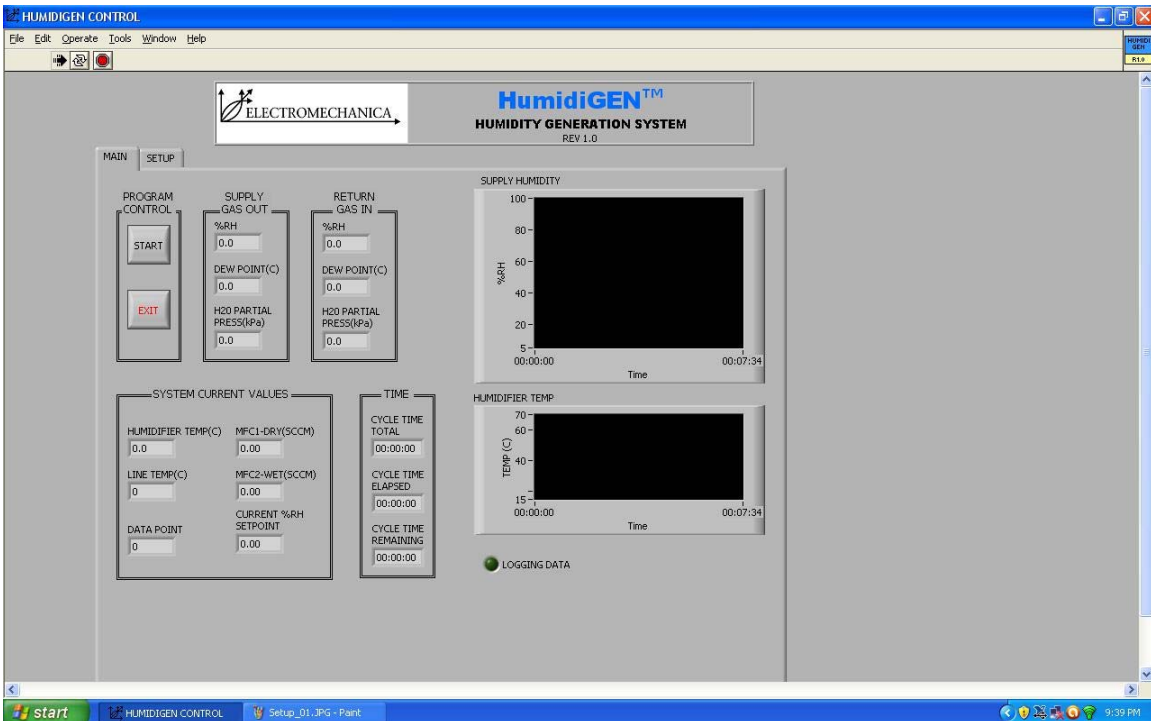 HUMIDIGEN CONTROL
File Edit Operate Tools Window Help
HUMIDI
GEN
R1.0
ELECTROMECHANICA
HumidiGEN™
HUMIDITY GENERATION SYSTEM
REV 1.0
MAIN SETUP
PROGRAM
CONTROL
START
EXIT
SUPPLY
GAS OUT
%RH
0.0
DEW POINT(C)
0.0
H20 PARTIAL
PRESS(kPa)
0.0
RETURN
GAS IN
%RH
0.0
DEW POINT(C)
0.0
H20 PARTIAL
PRESS(kPa)
0.0
SUPPLY HUMIDITY
100
80
60
40
20
5
%RH
00:00:00 00:07:34
Time
SYSTEM CURRENT VALUES
HUMIDIFIER TEMP(C) MFC1-DRY(SCCM)
0.0 0.00
LINE TEMP(C) MFC2-WET(SCCM)
0 0.00
DATA POINT
0
CURRENT %RH
SETPOINT
0.00
TIME
CYCLE TIME
TOTAL
00:00:00
CYCLE TIME
ELAPSED
00:00:00
CYCLE TIME
REMAINING
00:00:00
HUMIDIFIER TEMP
70
60
40
15
TEMP (C)
00:00:00 00:07:34
Time
LOGGING DATA
start HUMIDIGEN CONTROL Setup_01.JPG - Paint 9:39 PM